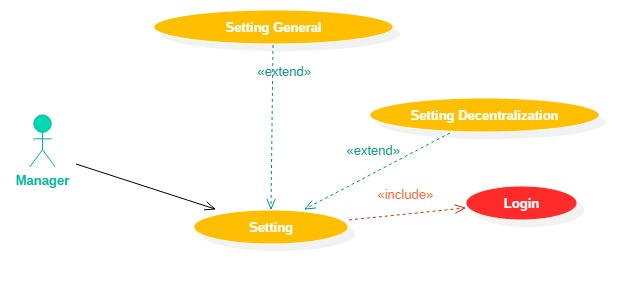 Setting General
«extend»
Setting Decentralization
«extend»
Manager
«include»
Login
Setting